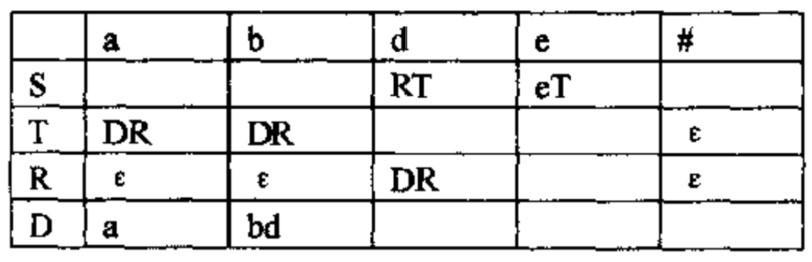 a b d e #
S RT eT
T DR DR ε
R ε ε DR ε
D a bd